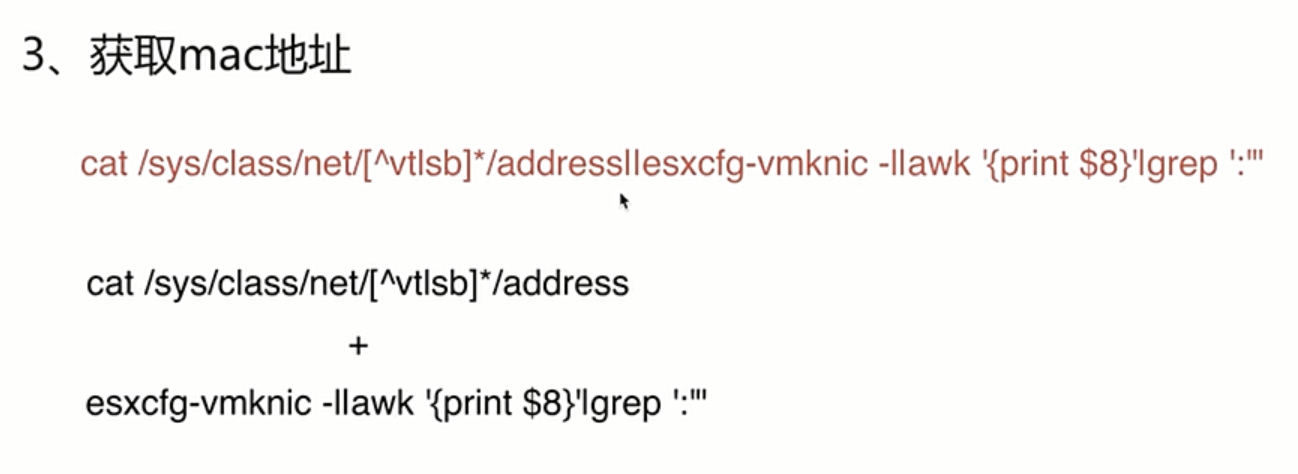 3、获取mac地址
cat /sys/class/net/[^vtlsb]*/address||esxcfg-vmknic -l|awk '{print $8}'|grep ':'"
cat /sys/class/net/[^vtlsb]*/address
+
esxcfg-vmknic -l|awk '{print $8}'|grep ':'"